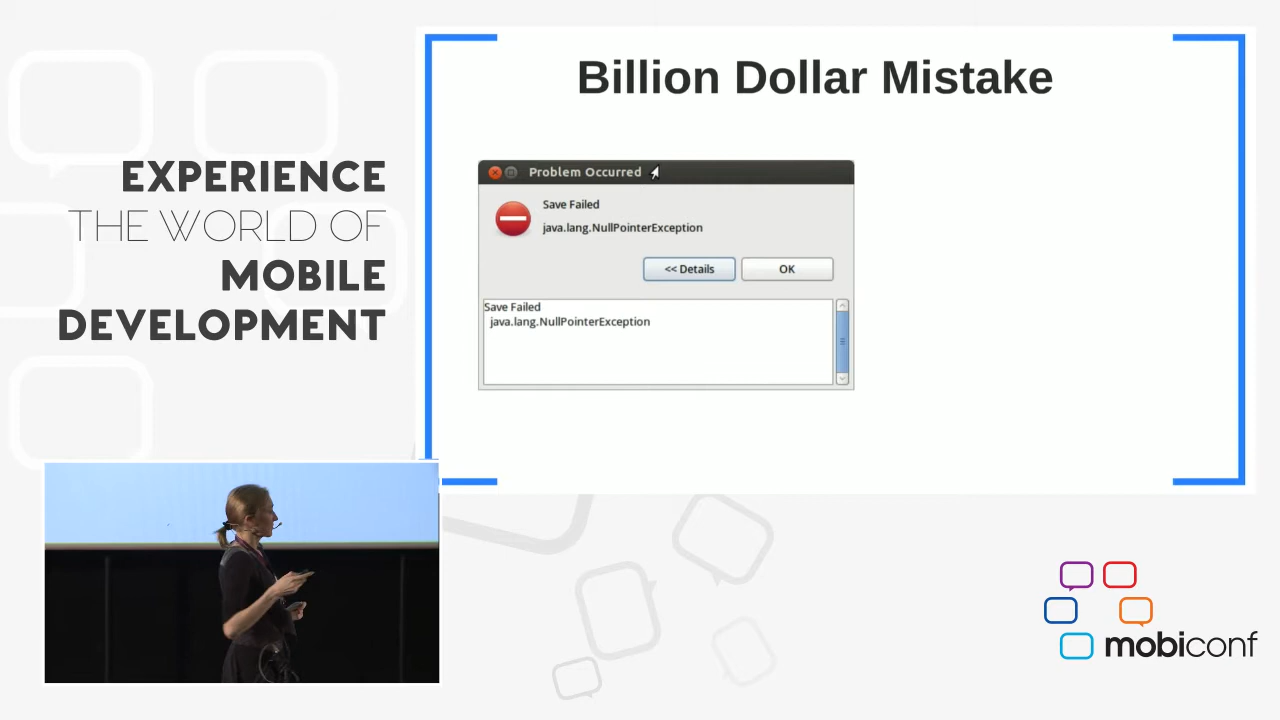 EXPERIENCE
THE WORLD OF
MOBILE
DEVELOPMENT
Billion Dollar Mistake
Problem Occurred
Save Failed
java.lang.NullPointerException
<< Details
OK
Save Failed
java.lang.NullPointerException
mobiconf